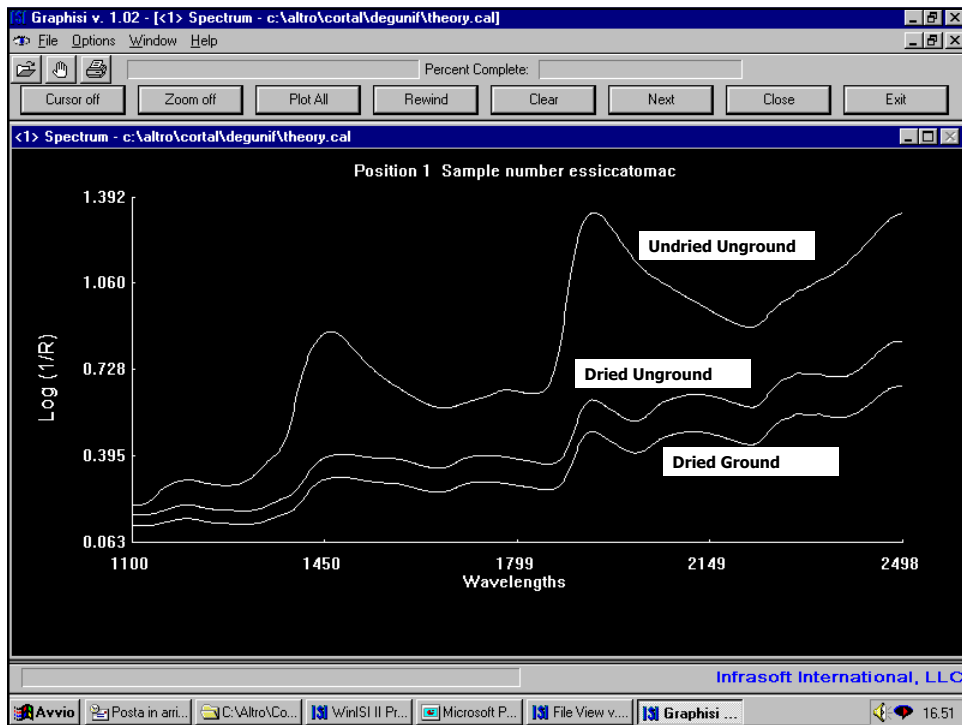 Graphisi v. 1.02 - [<1> Spectrum - c:\altro\cortal\degunif\theory.cal]
File Options Window Help
Percent Complete:
Cursor off Zoom off Plot All Rewind Clear Next Close Exit
<1> Spectrum - c:\altro\cortal\degunif\theory.cal
Position 1 Sample number essiccatomac
1.392
Undried Unground
1.060
Log (1/R)
0.728
Dried Unground
0.395
Dried Ground
0.063
1100 1450 1799 2149 2498
Wavelengths
Infrasoft International, LLC
Avvio Posta in arri... C:\Altro\Co... WinISI II Pr... Microsoft P... File View v.... Graphisi ... 16.51